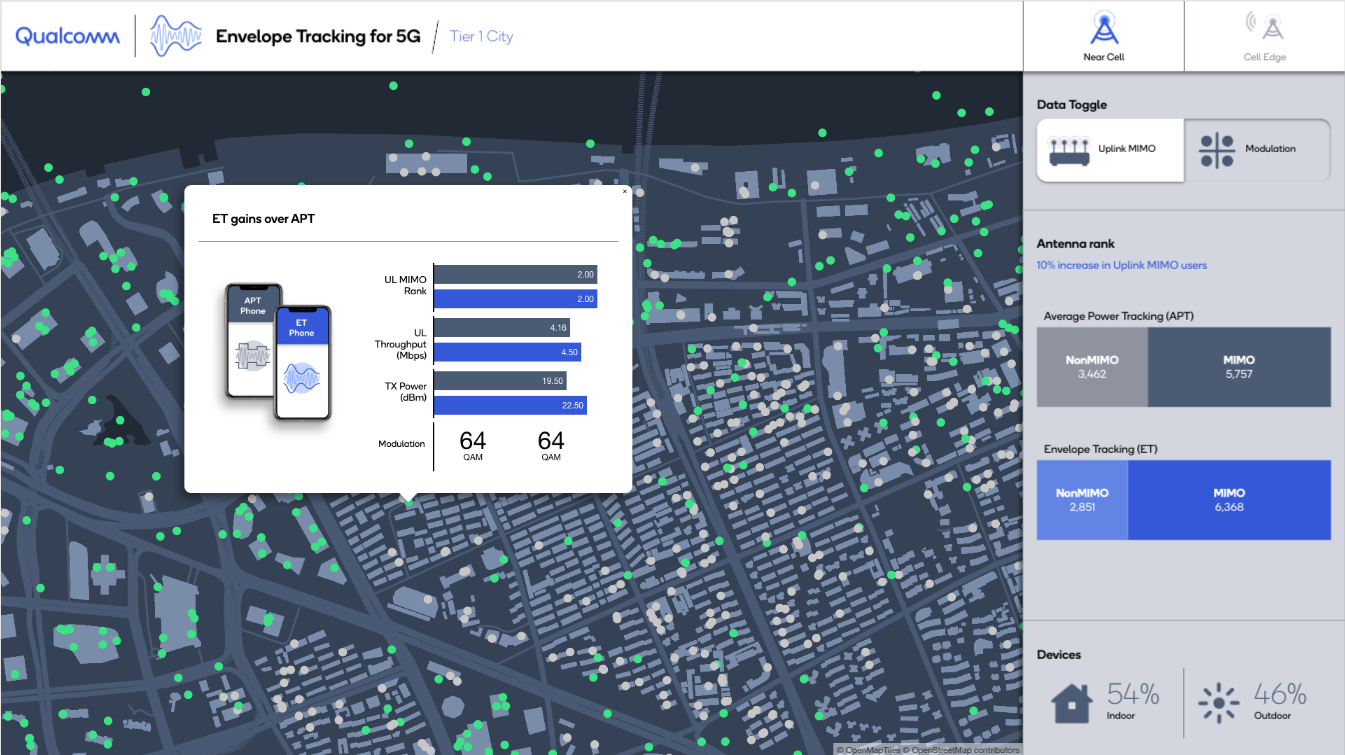 Qualcomm
Envelope Tracking for 5G
Tier 1 City
Near Cell
Cell Edge
×
ET gains over APT
APT
Phone
ET
Phone
UL MIMO
Rank
2.00
2.00
UL
Throughput
(Mbps)
4.16
4.50
TX Power
(dBm)
19.50
22.50
Modulation
64
QAM
64
QAM
Data Toggle
Uplink MIMO
Modulation
Antenna rank
10% increase in Uplink MIMO users
Average Power Tracking (APT)
NonMIMO
3,462
MIMO
5,757
Envelope Tracking (ET)
NonMIMO
2,851
MIMO
6,368
Devices
54%
Indoor
46%
Outdoor
© OpenMapTiles © OpenStreetMap contributors